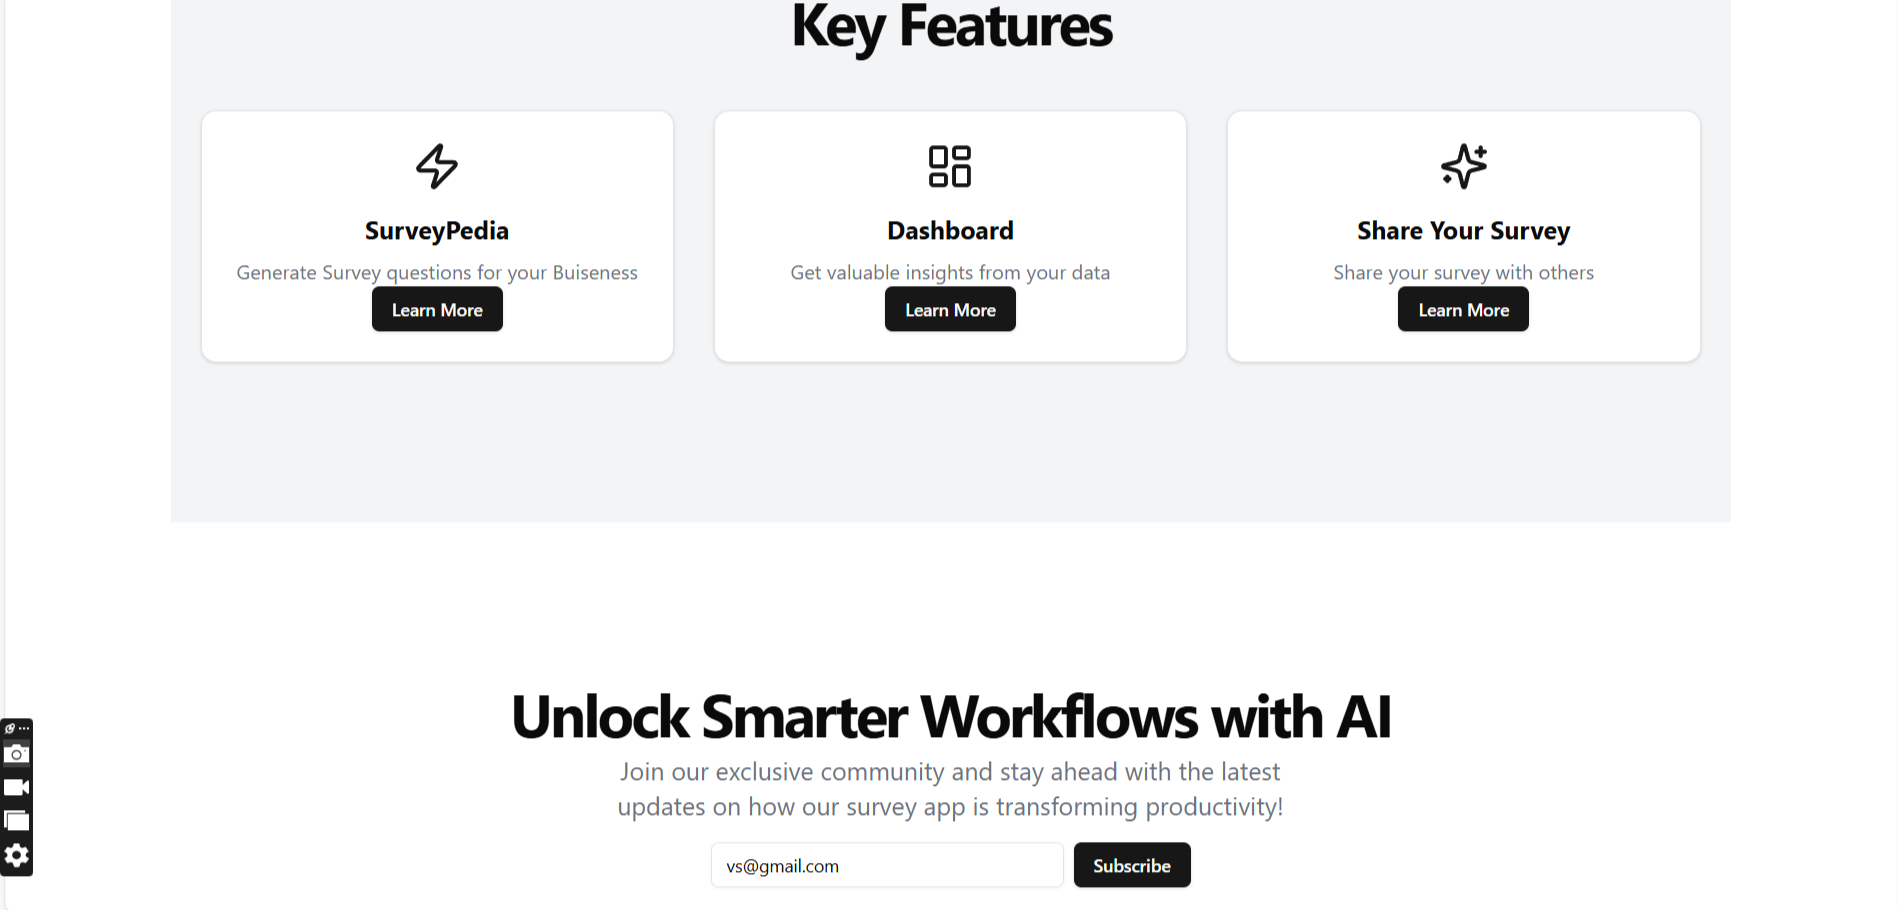 Key Features
SurveyPedia
Generate Survey questions for your Buiseness
Learn More
Dashboard
Get valuable insights from your data
Learn More
Share Your Survey
Share your survey with others
Learn More
Unlock Smarter Workflows with AI
Join our exclusive community and stay ahead with the latest
updates on how our survey app is transforming productivity!
vs@gmail.com
Subscribe